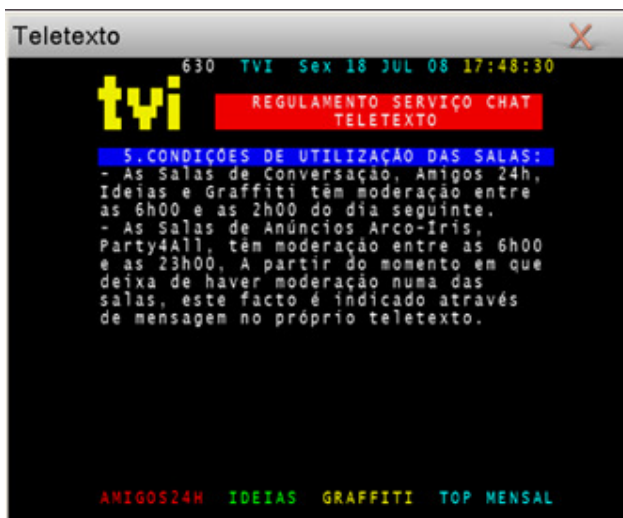 Teletexto
630 TVI Sex 18 JUL 08 17:48:30
tvi
REGULAMENTO SERVIÇO CHAT
TELETEXTO
5.CONDIÇÕES DE UTILIZAÇÃO DAS SALAS:
- As Salas de Conversação, Amigos 24h,
Ideias e Graffiti têm moderação entre
as 6h00 e as 2h00 do dia seguinte.
- As Salas de Anúncios Arco-Íris,
Party4All, têm moderação entre as 6h00
e as 23h00. A partir do momento em que
deixa de haver moderação numa das
salas, este facto é indicado através
de mensagem no próprio teletexto.
AMIGOS24H IDEIAS GRAFFITI TOP MENSAL